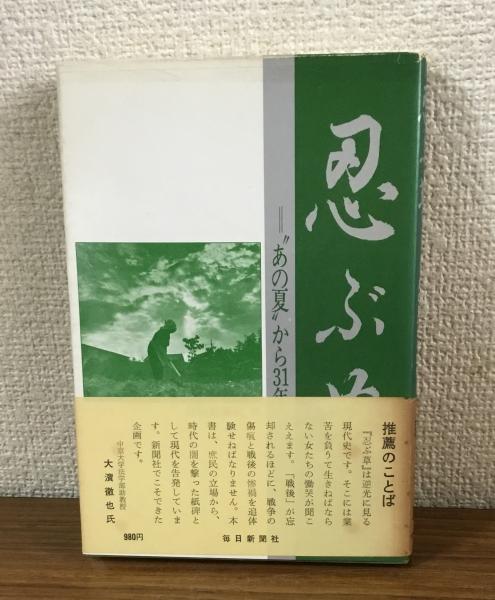 忍ぶ
＝〝あの夏〟から31年
推薦のことば
『忍ぶ草』は逆光に見る
現代史です。そこには業
苦を負うて生きねばなら
ない女たちの慟哭が聞こ
えます。「戦後」が忘
却されるほどに、戦争の
傷痕と戦後の惨禍を追体
験せねばなりません。本
書は、庶民の立場から、
時代の闇を撃った紙碑と
して現代を告発していま
す。新聞社でこそできた
企画です。
中京大学法学部助教授
大濱徹也氏
980円
毎日新聞社